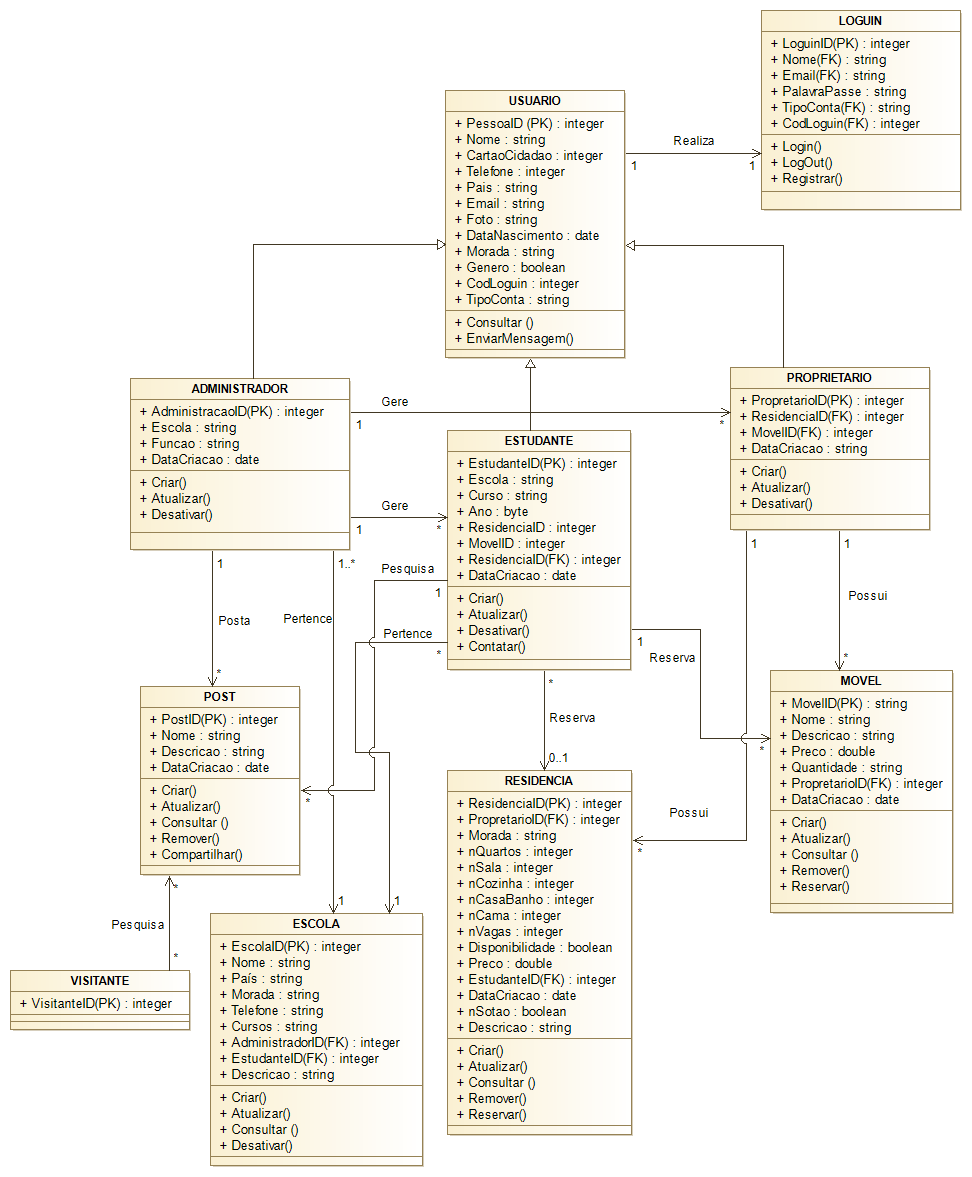 LOGUIN
+ LoguinID(PK) : integer
+ Nome(FK) : string
+ Email(FK) : string
+ PalavraPasse : string
+ TipoConta(FK) : string
+ CodLoguin(FK) : integer
+ Login()
+ LogOut()
+ Registrar()
USUARIO
+ PessoaID (PK) : integer
+ Nome : string
+ CartaoCidadao : integer
+ Telefone : integer
+ Pais : string
+ Email : string
+ Foto : string
+ DataNascimento : date
+ Morada : string
+ Genero : boolean
+ CodLoguin : integer
+ TipoConta : string
+ Consultar ()
+ EnviarMensagem()
Realiza
1
1
ADMINISTRADOR
+ AdministracaoID(PK) : integer
+ Escola : string
+ Funcao : string
+ DataCriacao : date
+ Criar()
+ Atualizar()
+ Desativar()
Gere
1
*
PROPRIETARIO
+ PropretarioID(PK) : integer
+ ResidenciaID(FK) : integer
+ MovelID(FK) : integer
+ DataCriacao : string
+ Criar()
+ Atualizar()
+ Desativar()
ESTUDANTE
+ EstudanteID(PK) : integer
+ Escola : string
+ Curso : string
+ Ano : byte
+ ResidenciaID : integer
+ MovelID : integer
+ ResidenciaID(FK) : integer
+ DataCriacao : date
+ Criar()
+ Atualizar()
+ Desativar()
+ Contatar()
Gere
1
*
1
1..*
Pesquisa
1
1
1
Possui
Posta
Pertence
Pertence
*
1
Reserva
*
*
*
Reserva
*
0..1
POST
+ PostID(PK) : integer
+ Nome : string
+ Descricao : string
+ DataCriacao : date
+ Criar()
+ Atualizar()
+ Consultar ()
+ Remover()
+ Compartilhar()
*
MOVEL
+ MovelID(PK) : string
+ Nome : string
+ Descricao : string
+ Preco : double
+ Quantidade : string
+ PropretarioID(FK) : integer
+ DataCriacao : date
+ Criar()
+ Atualizar()
+ Consultar ()
+ Remover()
+ Reservar()
Possui
*
RESIDENCIA
+ ResidenciaID(PK) : integer
+ PropretarioID(FK) : integer
+ Morada : string
+ nQuartos : integer
+ nSala : integer
+ nCozinha : integer
+ nCasaBanho : integer
+ nCama : integer
+ nVagas : integer
+ Disponibilidade : boolean
+ Preco : double
+ EstudanteID(FK) : integer
+ DataCriacao : date
+ nSotao : boolean
+ Descricao : string
+ Criar()
+ Atualizar()
+ Consultar ()
+ Remover()
+ Reservar()
*
Pesquisa
*
1
1
VISITANTE
+ VisitanteID(PK) : integer
ESCOLA
+ EscolaID(PK) : integer
+ Nome : string
+ País : string
+ Morada : string
+ Telefone : string
+ Cursos : string
+ AdministradorID(FK) : integer
+ EstudanteID(FK) : integer
+ Descricao : string
+ Criar()
+ Atualizar()
+ Consultar ()
+ Desativar()